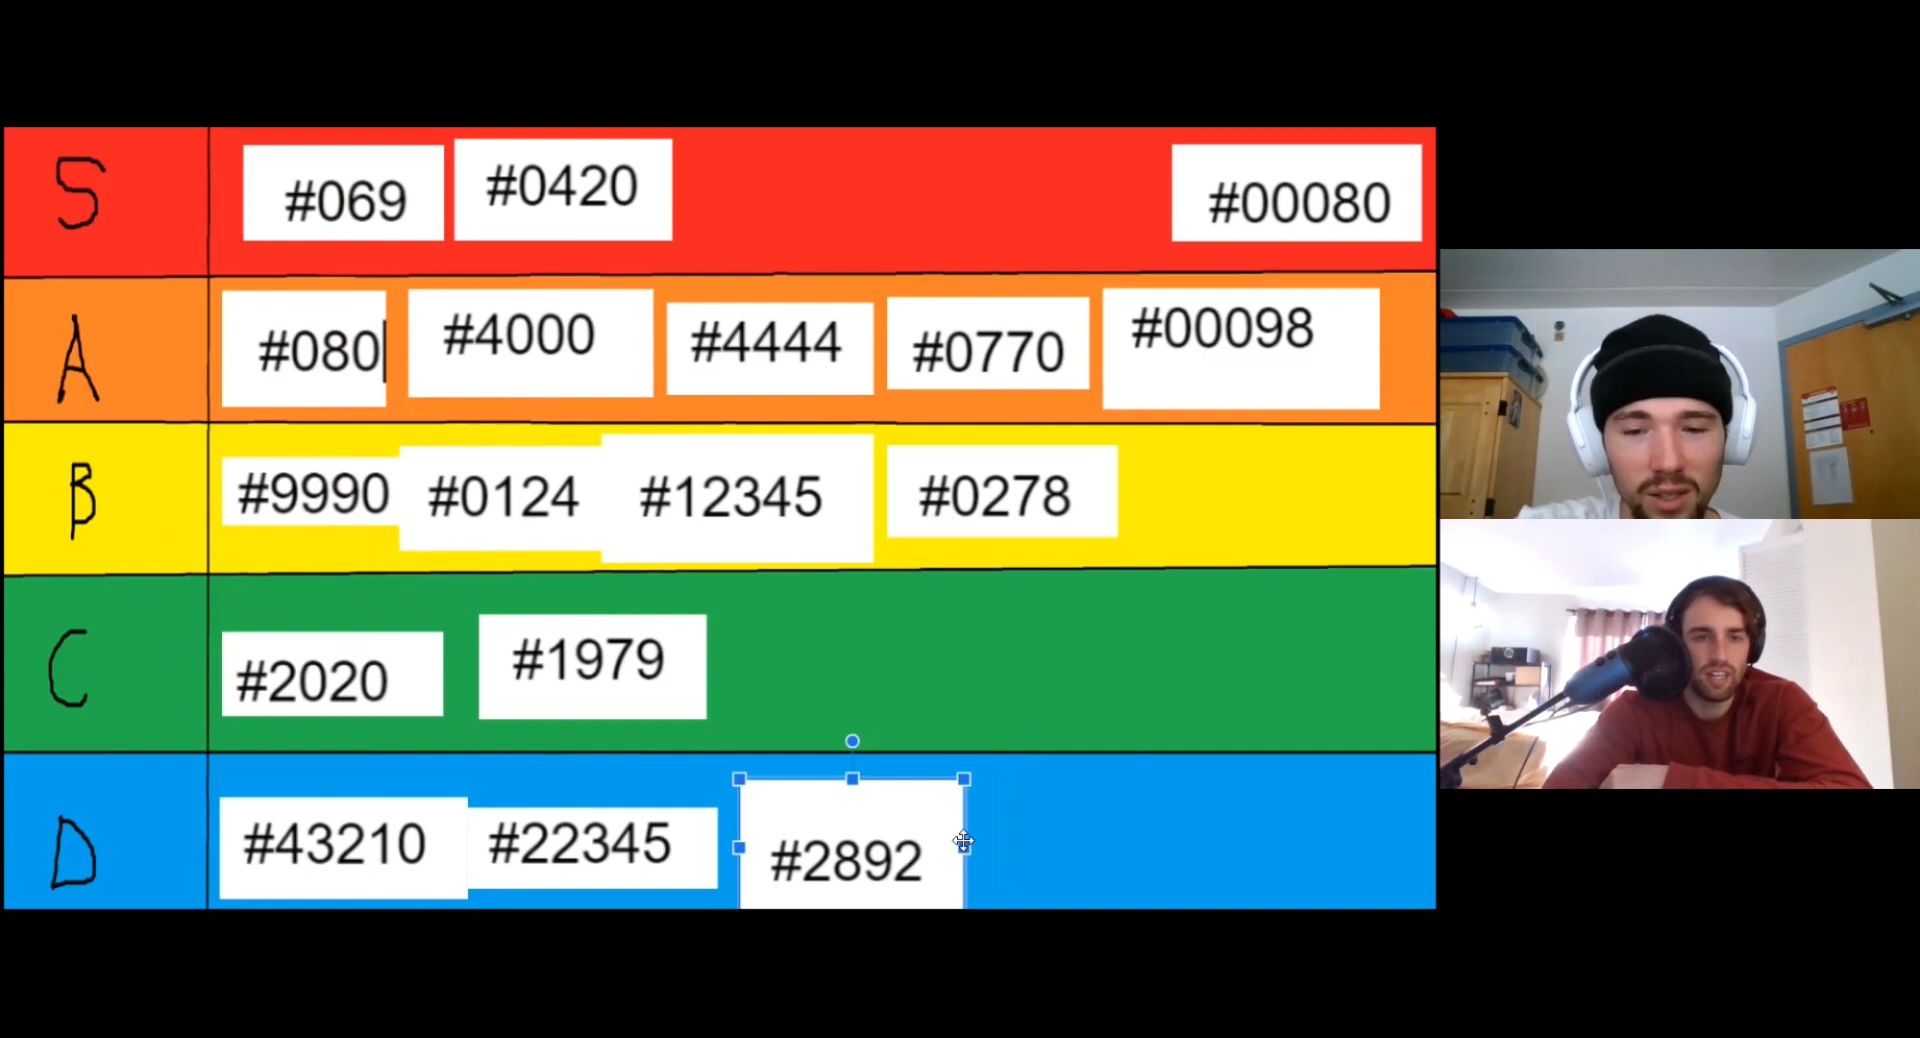 S #069 #0420 #00080
A #080 #4000 #4444 #0770 #00098
B #9990 #0124 #12345 #0278
C #2020 #1979
D #43210 #22345 #2892